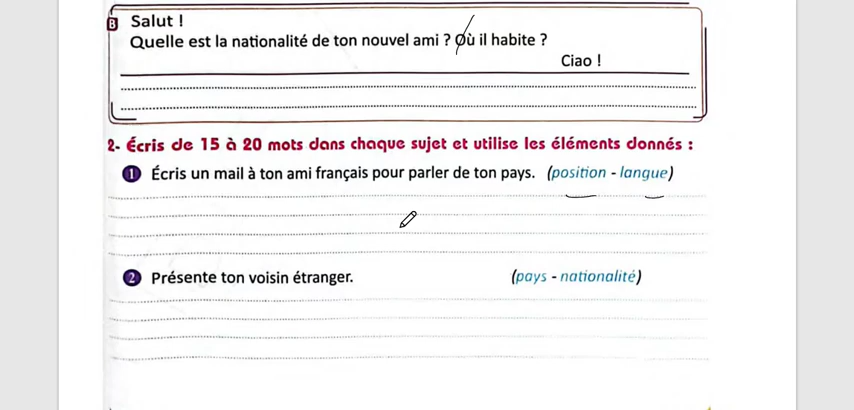 B Salut !
Quelle est la nationalité de ton nouvel ami ? Où il habite ?
Ciao !
2- Écris de 15 à 20 mots dans chaque sujet et utilise les éléments donnés :
1 Écris un mail à ton ami français pour parler de ton pays. (position - langue)
2 Présente ton voisin étranger. (pays - nationalité)